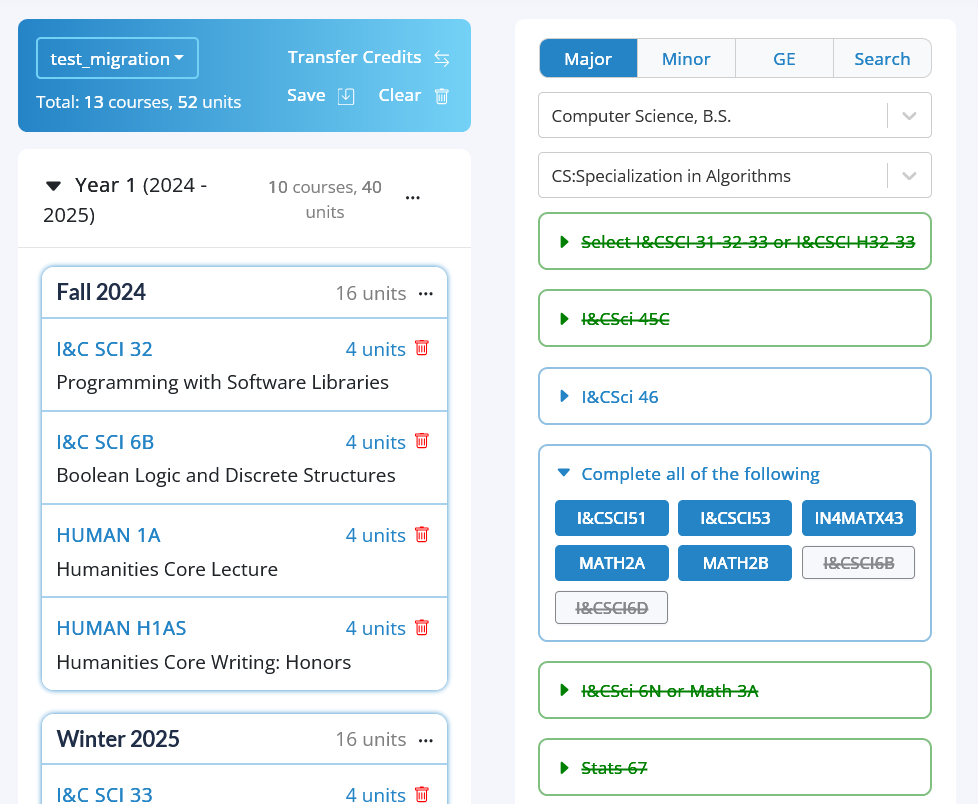 test_migration
Transfer Credits
Total: 13 courses, 52 units
Save
Clear
Year 1 (2024 -
2025)
10 courses, 40
units
Fall 2024
16 units
I&C SCI 32
4 units
Programming with Software Libraries
I&C SCI 6B
4 units
Boolean Logic and Discrete Structures
HUMAN 1A
4 units
Humanities Core Lecture
HUMAN H1AS
4 units
Humanities Core Writing: Honors
Winter 2025
16 units
I&C SCI 33
4 units
Major
Minor
GE
Search
Computer Science, B.S.
CS:Specialization in Algorithms
Select I&CSCI 31-32-33 or I&CSCI H32-33
I&CSci 45C
I&CSci 46
Complete all of the following
I&CSCI51
I&CSCI53
IN4MATX43
MATH2A
MATH2B
I&CSCI6B
I&CSCI6D
I&CSci 6N or Math 3A
Stats 67